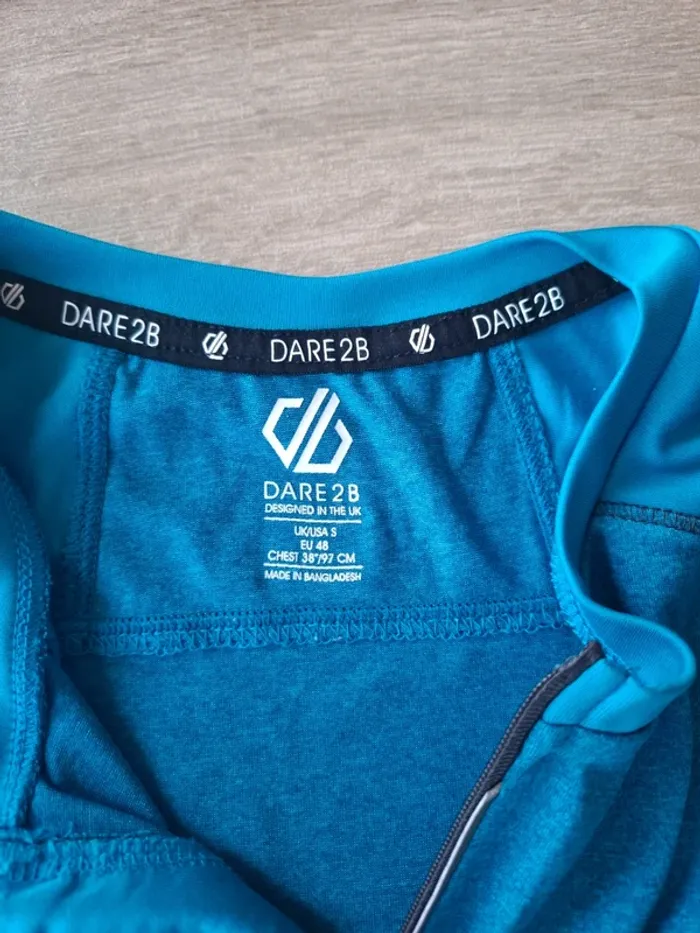 DARE2B DARE2B DARE2B
DARE2B
DESIGNED IN THE UK
UK/USA S
EU 48
CHEST 38"/97 CM
MADE IN BANGLADESH